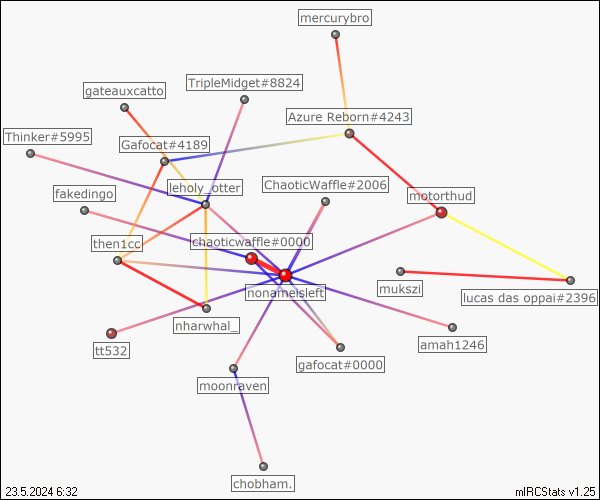 mercurybro
TripleMidget#8824
gateauxcatto
Azure Reborn#4243
Thinker#5995
Gafocat#4189
leholy_otter
ChaoticWaffle#2006
fakedingo
motorthud
then1cc
chaoticwaffle#0000
nonameisleft
mukszi
lucas das oppai#2396
nharwhal_
tt532
amah1246
gafocat#0000
moonraven
chobham.
23.5.2024 6:32
mIRCStats v1.25